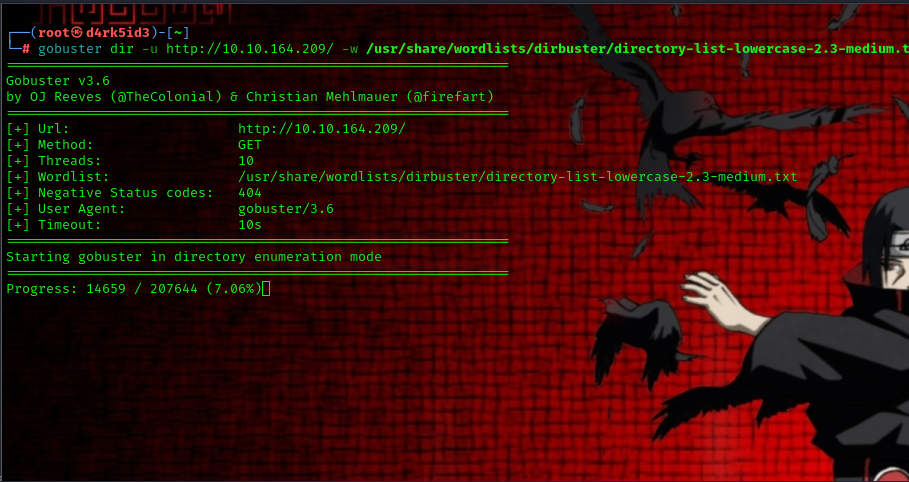 ┌──(root㉿d4rk5id3)-[~]
└─# gobuster dir -u http://10.10.164.209/ -w /usr/share/wordlists/dirbuster/directory-list-lowercase-2.3-medium.t
===============================================================
Gobuster v3.6
by OJ Reeves (@TheColonial) & Christian Mehlmauer (@firefart)
===============================================================
[+] Url:                     http://10.10.164.209/
[+] Method:                  GET
[+] Threads:                 10
[+] Wordlist:                /usr/share/wordlists/dirbuster/directory-list-lowercase-2.3-medium.txt
[+] Negative Status codes:   404
[+] User Agent:              gobuster/3.6
[+] Timeout:                 10s
===============================================================
Starting gobuster in directory enumeration mode
===============================================================
Progress: 14659 / 207644 (7.06%)